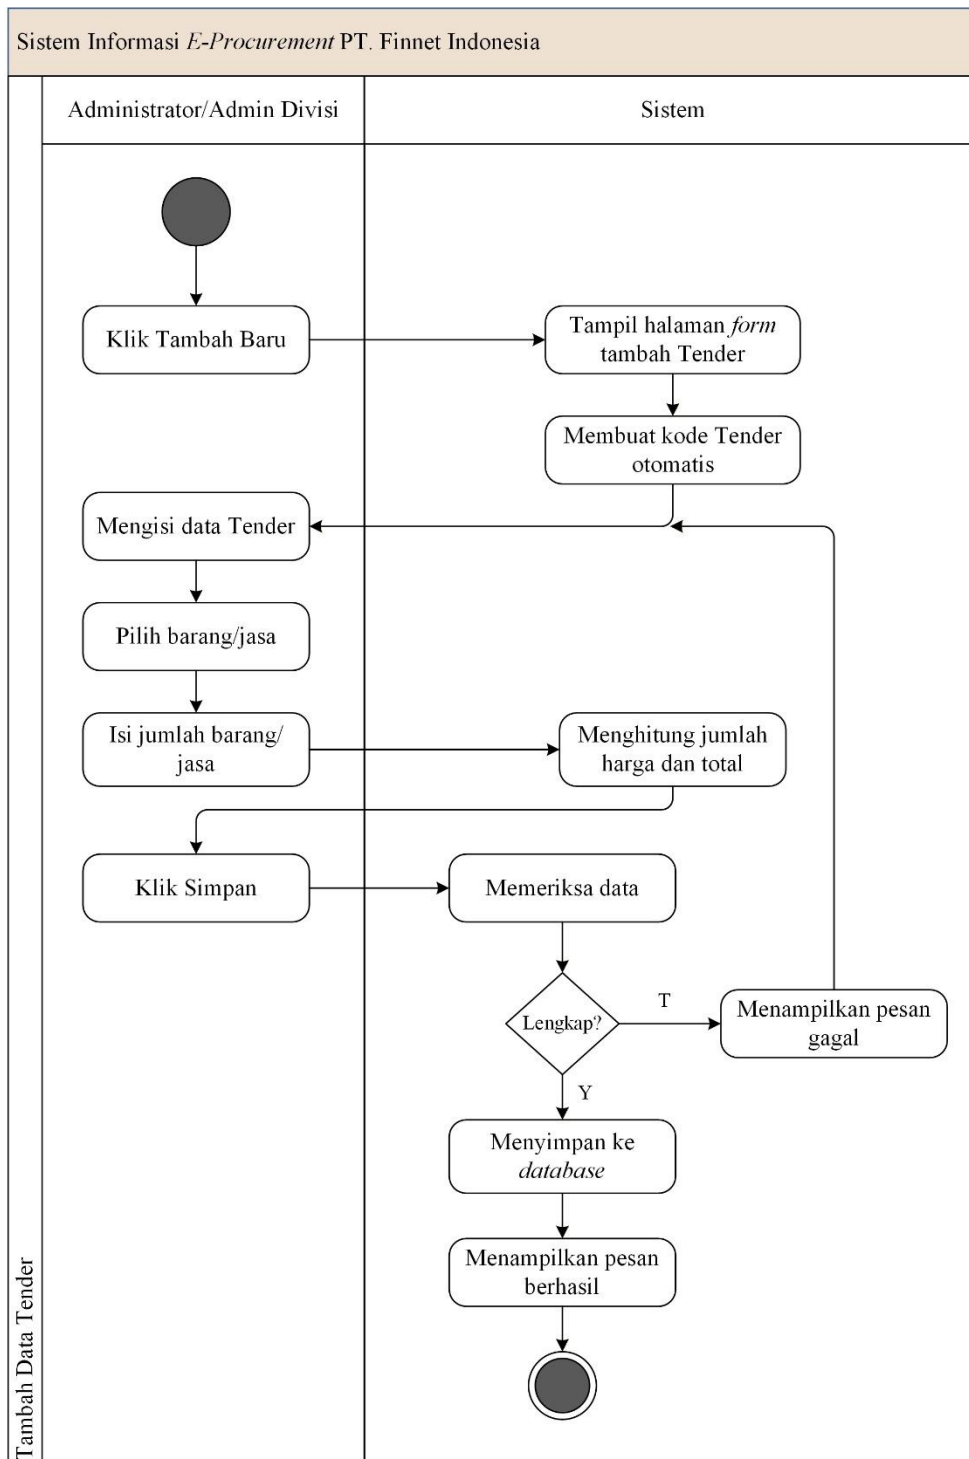 Sistem Informasi E-Procurement PT. Finnet Indonesia
Administrator/Admin Divisi
Sistem
Klik Tambah Baru
Tampil halaman form
tambah Tender
Membuat kode Tender
otomatis
Mengisi data Tender
Pilih barang/jasa
Isi jumlah barang/
jasa
Menghitung jumlah
harga dan total
Klik Simpan
Memeriksa data
Lengkap?
T
Menampilkan pesan
gagal
Y
Menyimpan ke
database
Menampilkan pesan
berhasil
Tambah Data Tender